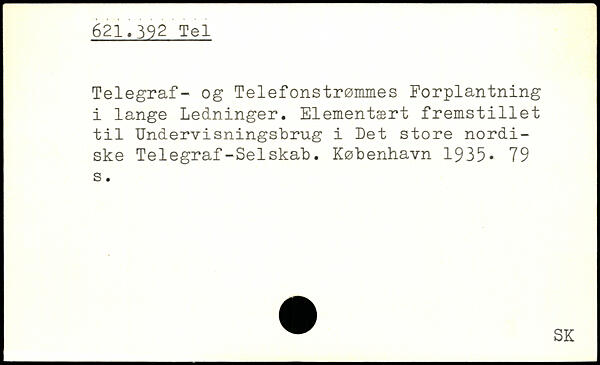 621.392 Tel
Telegraf- og Telefonstrømmes Forplantning
i lange Ledninger. Elementært fremstillet
til Undervisningsbrug i Det store nordi-
ske Telegraf-Selskab. København 1935. 79
s.
SK